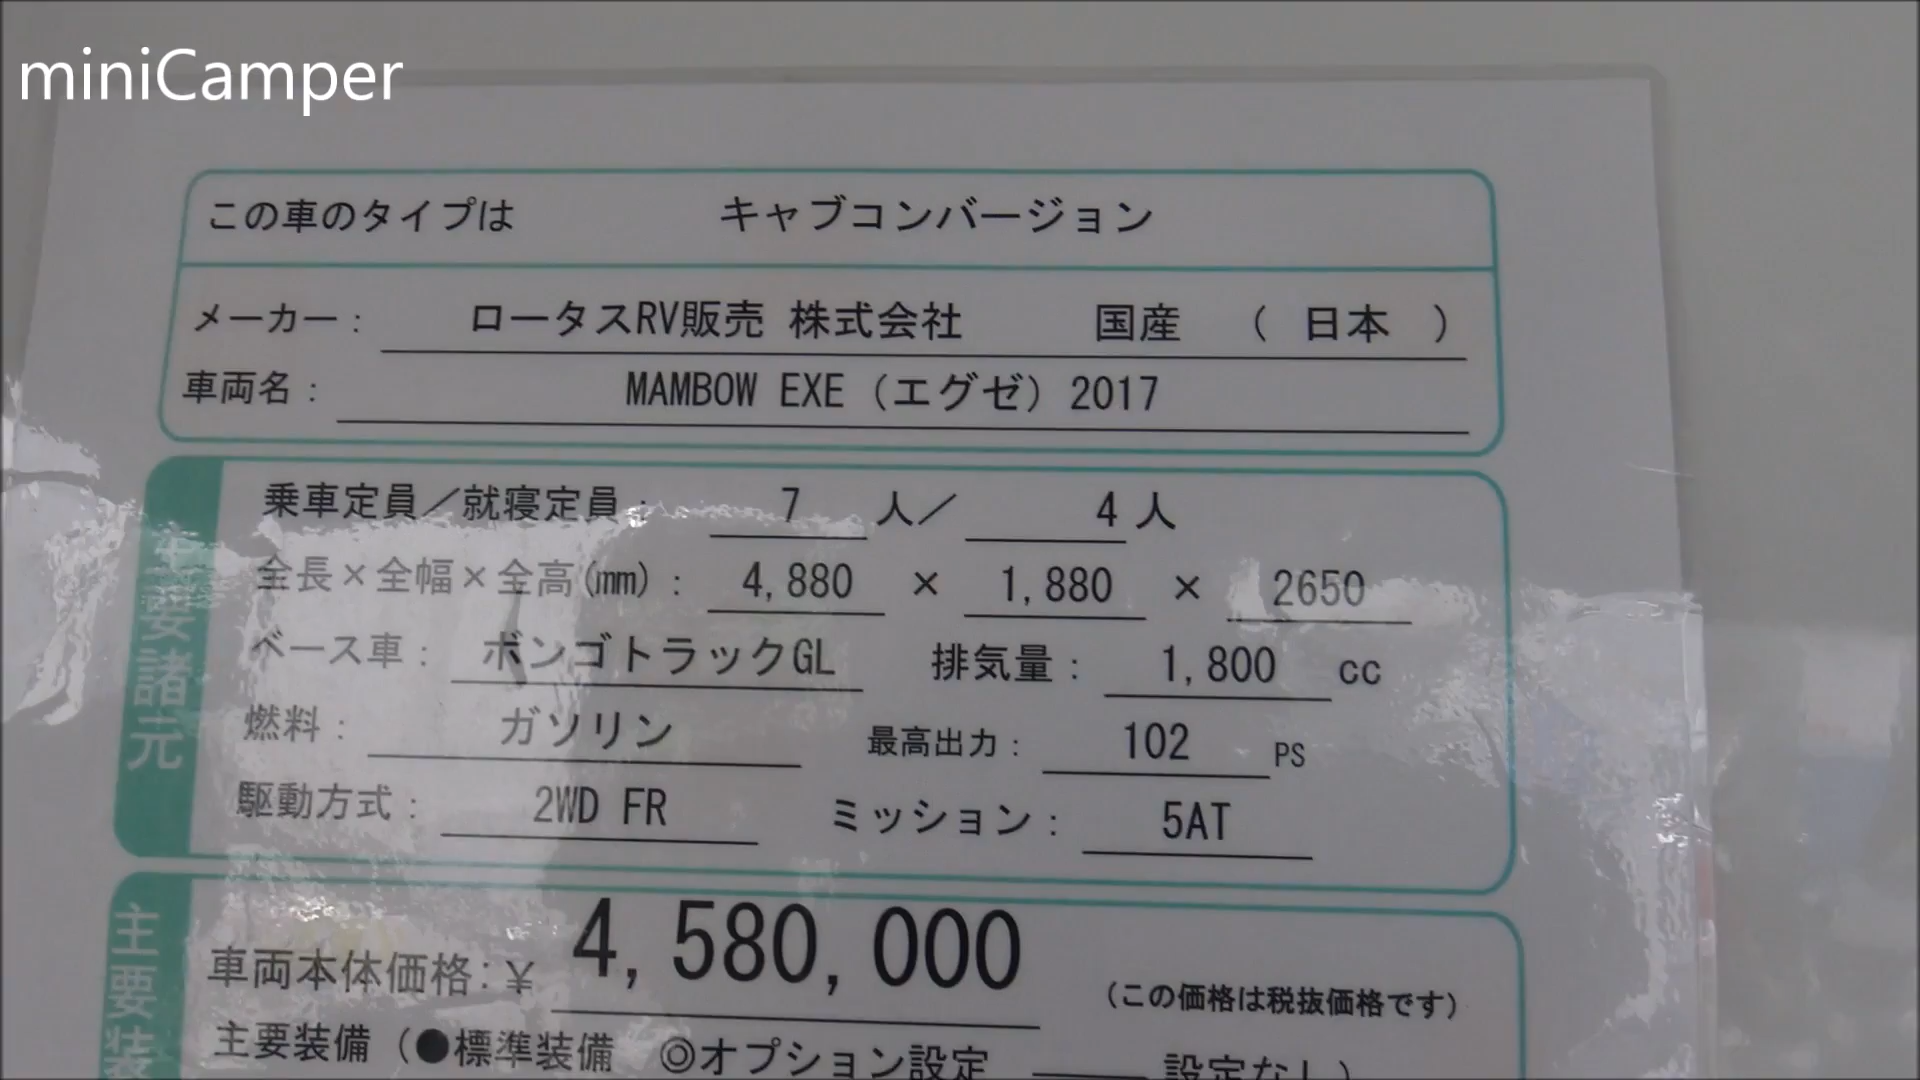 miniCamper
この車のタイプは キャブコンバージョン
メーカー： ロータスRV販売 株式会社 国産 （ 日本 ）
車両名： MAMBOW EXE（エグゼ）2017
主要諸元
乗車定員／就寝定員： 7 人／ 4 人
全長×全幅×全高(mm)： 4,880 × 1,880 × 2650
ベース車： ボンゴトラックGL 排気量： 1,800 cc
燃料： ガソリン 最高出力： 102 PS
駆動方式： 2WD FR ミッション： 5AT
主要装
車両本体価格：￥ 4,580,000 （この価格は税抜価格です）
主要装備（●標準装備 ◎オプション設定 ―― 設定なし）